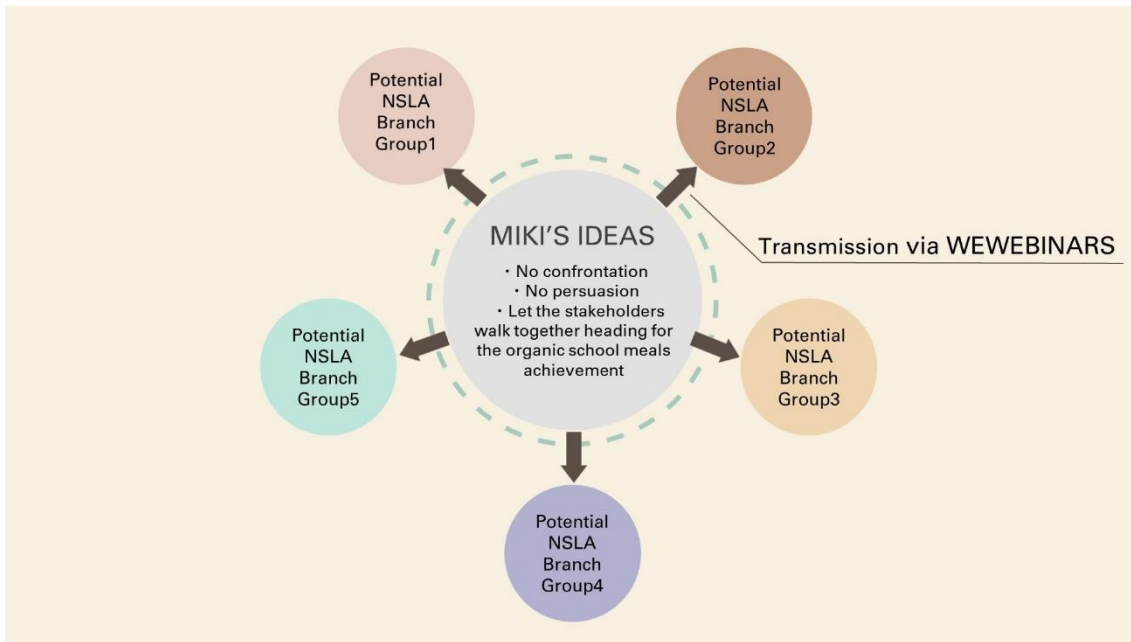 Potential
NSLA
Branch
Group1
Potential
NSLA
Branch
Group2
MIKI'S IDEAS
・No confrontation
・No persuasion
・Let the stakeholders
walk together heading for
the organic school meals
achievement
Transmission via WEWEBINARS
Potential
NSLA
Branch
Group5
Potential
NSLA
Branch
Group3
Potential
NSLA
Branch
Group4